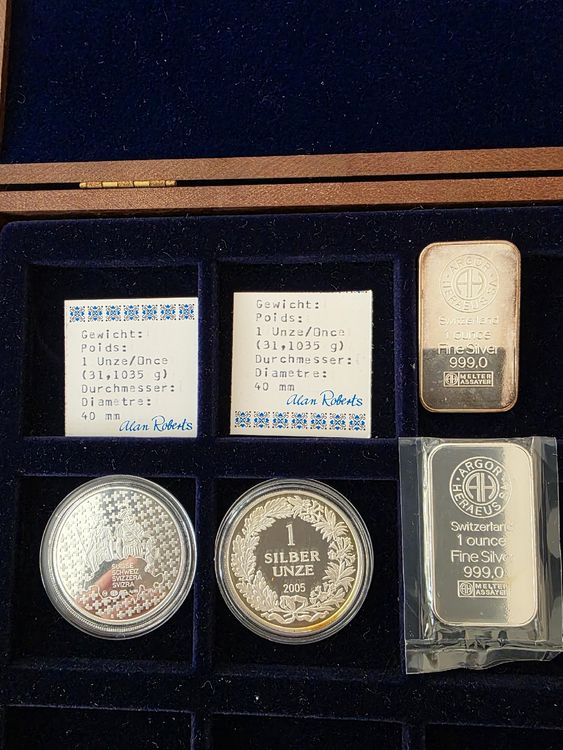 Gewicht:
Poids:
1 Unze/Once
(31,1035 g)
Durchmesser:
Diametre:
40 mm
Alan Roberts
Gewicht:
Poids:
1 Unze/Once
(31,1035 g)
Durchmesser:
Diametre:
40 mm
Alan Roberts
ARGOR
HERAEUS SA
Switzerland
1 ounce
Fine Silver
999.0
MELTER
ASSAYER
SUISSE
SCHWEIZ
SVIZZERA
SVIZRA
1
SILBER
UNZE
2005
ARGOR
HERAEUS SA
Switzerland
1 ounce
Fine Silver
999.0
MELTER
ASSAYER